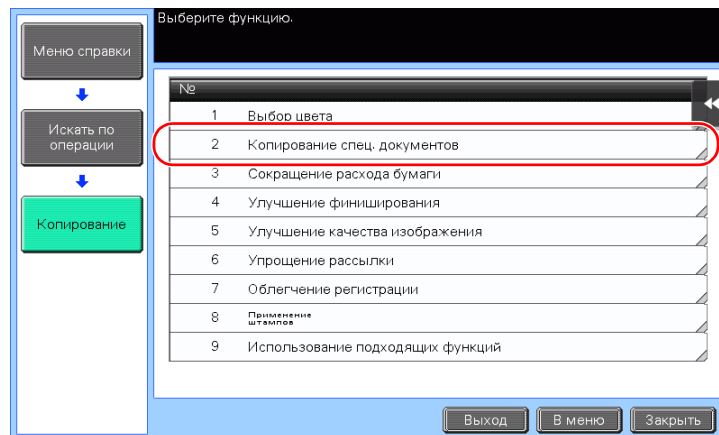 Выберите функцию.
Меню справки
Искать по
операции
Копирование
№
1 Выбор цвета
2 Копирование спец. документов
3 Сокращение расхода бумаги
4 Улучшение финиширования
5 Улучшение качества изображения
6 Упрощение рассылки
7 Облегчение регистрации
8 Применение
штампов
9 Использование подходящих функций
Выход В меню Закрыть